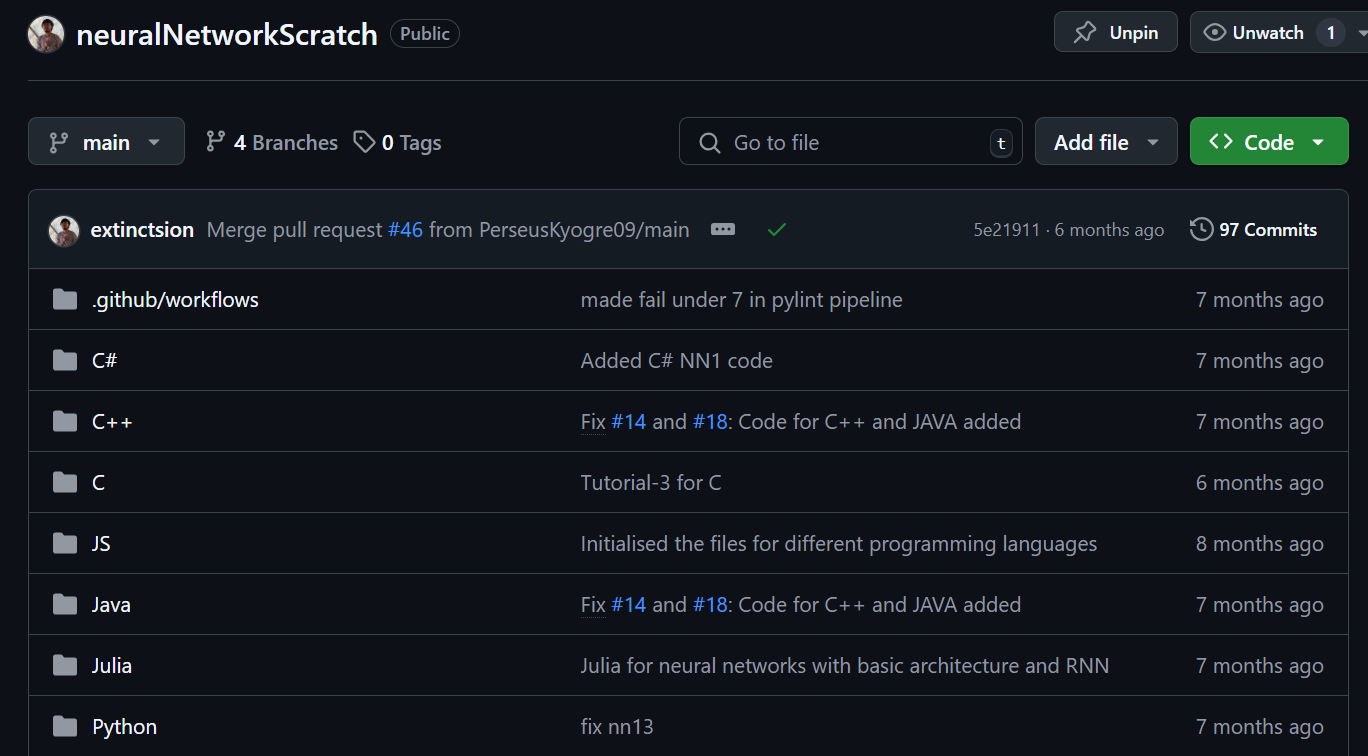 neuralNetworkScratch Public Unpin Unwatch 1
main 4 Branches 0 Tags Go to file t Add file Code
extinctsion Merge pull request #46 from PerseusKyogre09/main 5e21911 · 6 months ago 97 Commits
.github/workflows made fail under 7 in pylint pipeline 7 months ago
C# Added C# NN1 code 7 months ago
C++ Fix #14 and #18: Code for C++ and JAVA added 7 months ago
C Tutorial-3 for C 6 months ago
JS Initialised the files for different programming languages 8 months ago
Java Fix #14 and #18: Code for C++ and JAVA added 7 months ago
Julia Julia for neural networks with basic architecture and RNN 7 months ago
Python fix nn13 7 months ago